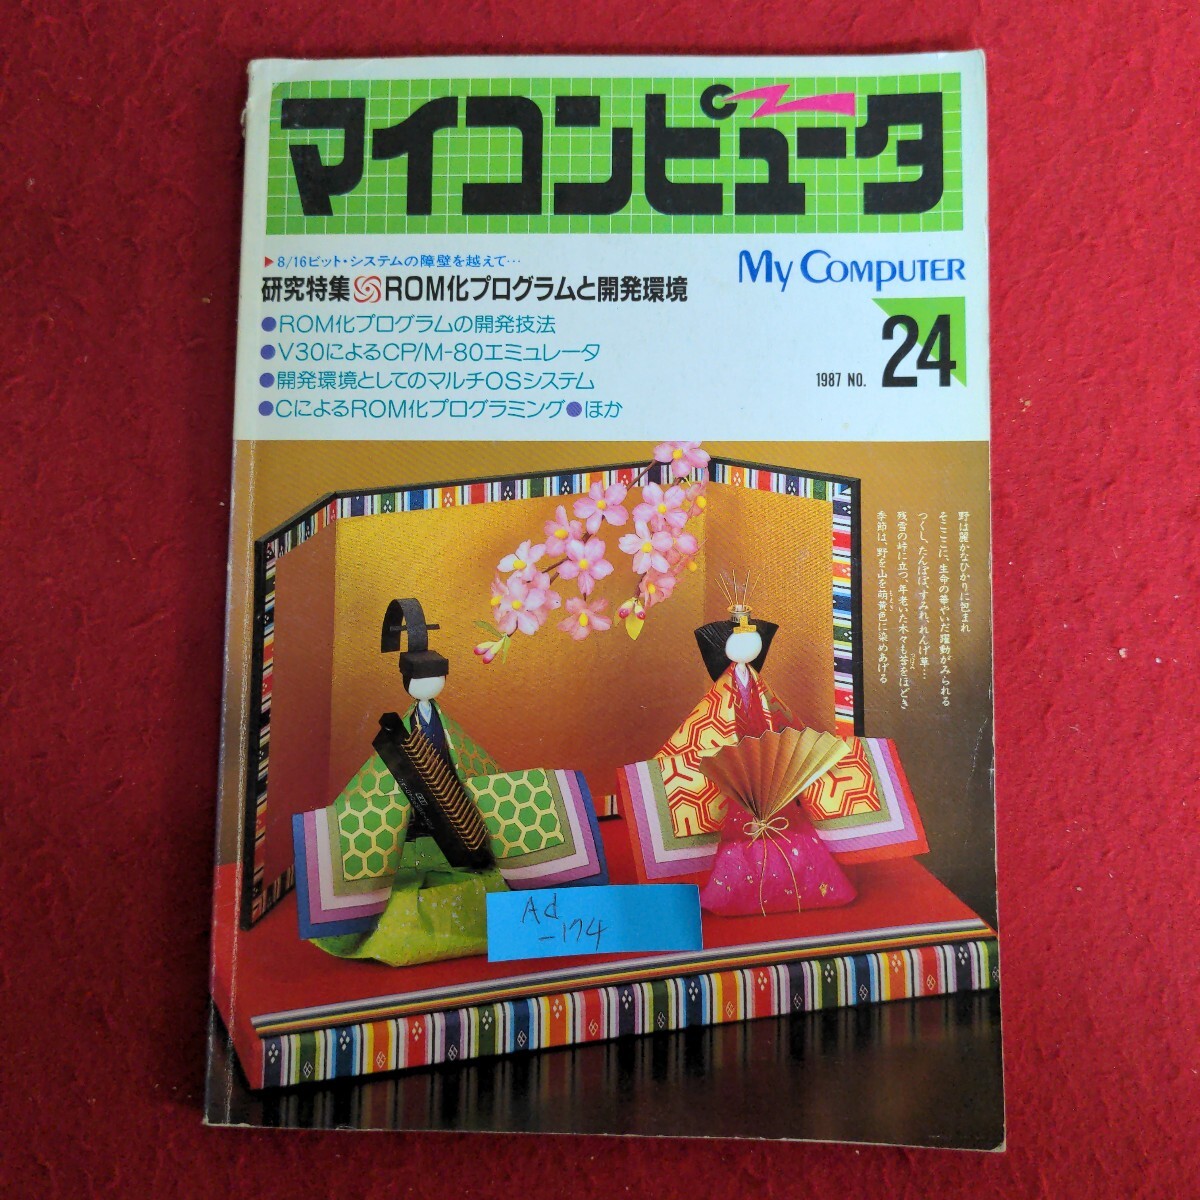 マイコンピュータ
▶8/16ビット・システムの障壁を越えて…
My COMPUTER
研究特集 ROM化プログラムと開発環境
●ROM化プログラムの開発技法
●V30によるCP/M-80エミュレータ
●開発環境としてのマルチOSシステム
●CによるROM化プログラミング●ほか
1987 NO. 24
野は麗かなひかりに包まれ
そこここに、生命の華やいだ躍動がみられる
つくし、たんぽぽ、すみれ、れんげ草…
残雪の峠に立つ、年老いた木々も苔をほどき
季節は、野を山を萌黄色に染めあげる
Ad
-174